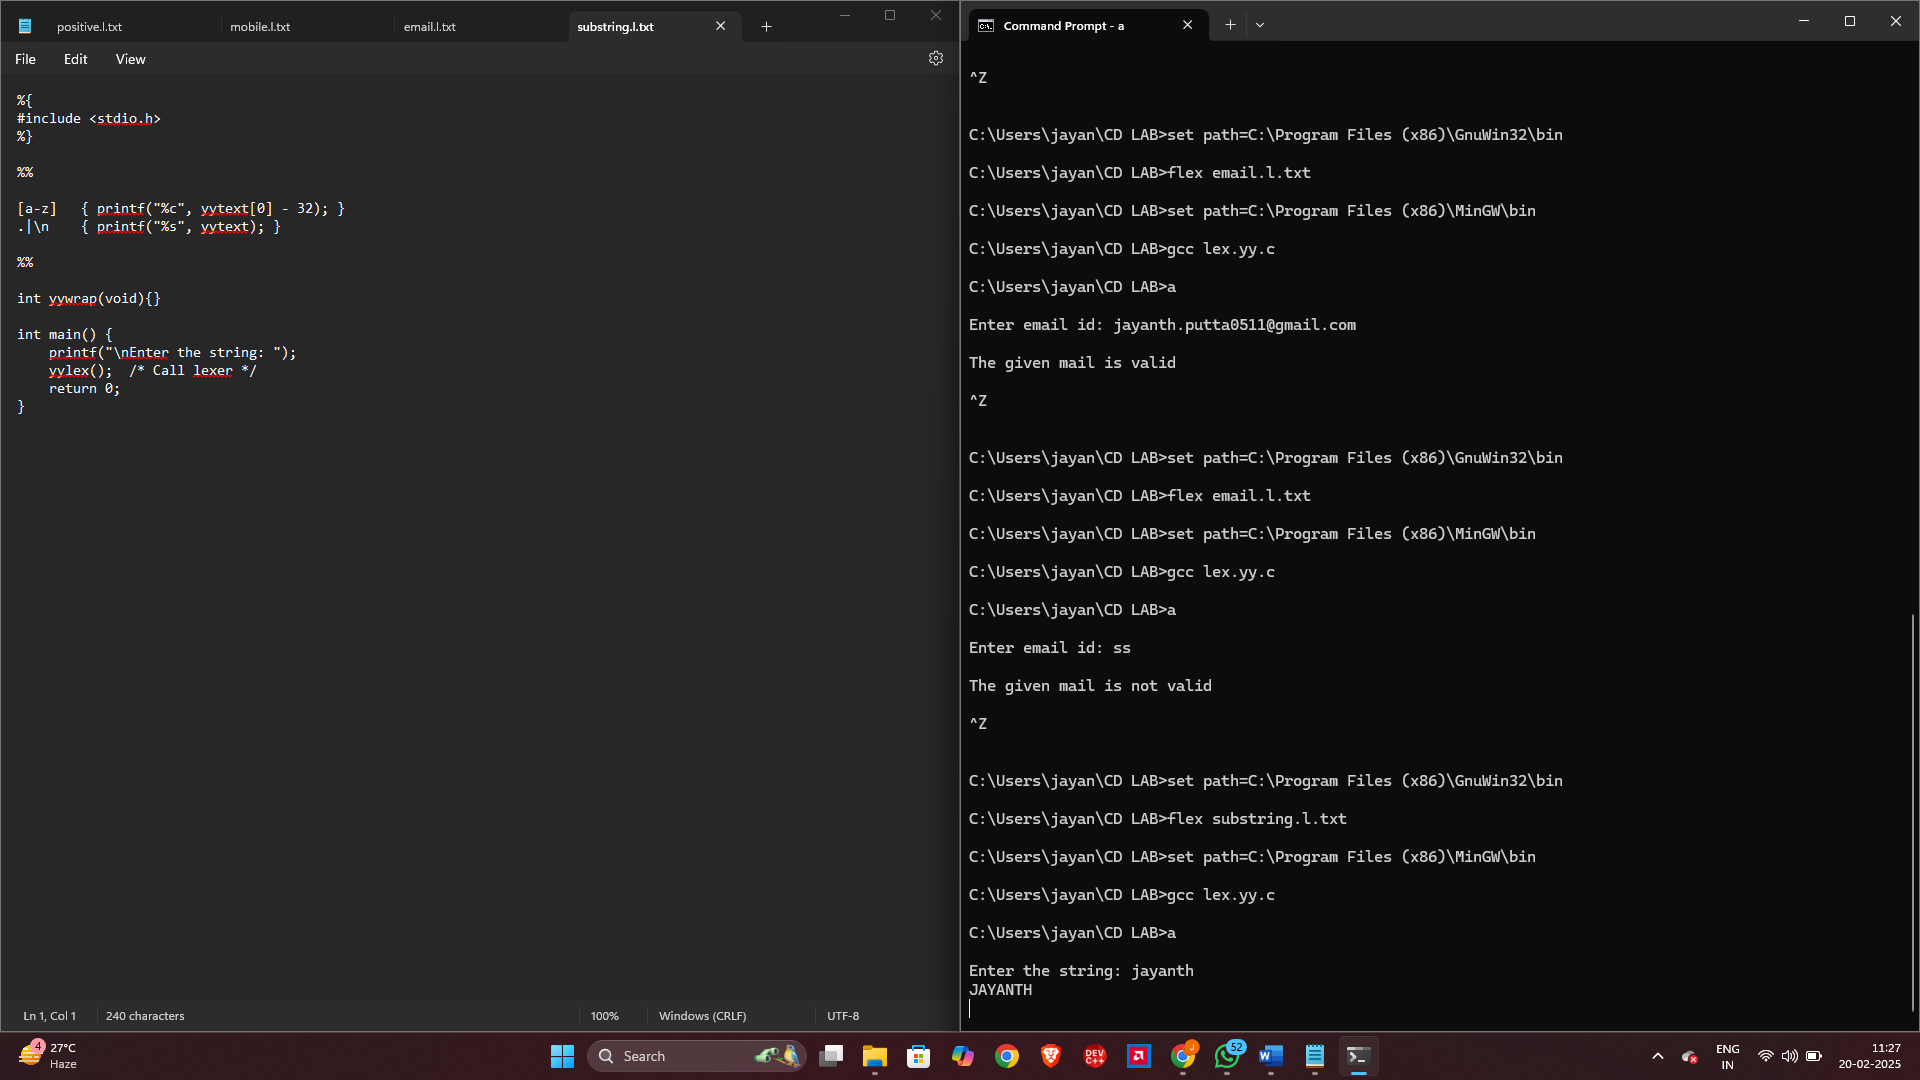 positive.l.txt
mobile.l.txt
email.l.txt
substring.l.txt
File
Edit
View
%{
#include <stdio.h>
%}
%%
[a-z]   { printf("%c", yytext[0] - 32); }
.|\n    { printf("%s", yytext); }
%%
int yywrap(void){}
int main() {
    printf("\nEnter the string: ");
    yylex();  /* Call lexer */
    return 0;
}
Ln 1, Col 1
240 characters
100%
Windows (CRLF)
UTF-8
Command Prompt - a
^Z
C:\Users\jayan\CD LAB>set path=C:\Program Files (x86)\GnuWin32\bin
C:\Users\jayan\CD LAB>flex email.l.txt
C:\Users\jayan\CD LAB>set path=C:\Program Files (x86)\MinGW\bin
C:\Users\jayan\CD LAB>gcc lex.yy.c
C:\Users\jayan\CD LAB>a
Enter email id: jayanth.putta0511@gmail.com
The given mail is valid
^Z
C:\Users\jayan\CD LAB>set path=C:\Program Files (x86)\GnuWin32\bin
C:\Users\jayan\CD LAB>flex email.l.txt
C:\Users\jayan\CD LAB>set path=C:\Program Files (x86)\MinGW\bin
C:\Users\jayan\CD LAB>gcc lex.yy.c
C:\Users\jayan\CD LAB>a
Enter email id: ss
The given mail is not valid
^Z
C:\Users\jayan\CD LAB>set path=C:\Program Files (x86)\GnuWin32\bin
C:\Users\jayan\CD LAB>flex substring.l.txt
C:\Users\jayan\CD LAB>set path=C:\Program Files (x86)\MinGW\bin
C:\Users\jayan\CD LAB>gcc lex.yy.c
C:\Users\jayan\CD LAB>a
Enter the string: jayanth
JAYANTH
4
27°C
Haze
Search
DEV
C++
J
52
W
ENG
IN
11:27
20-02-2025